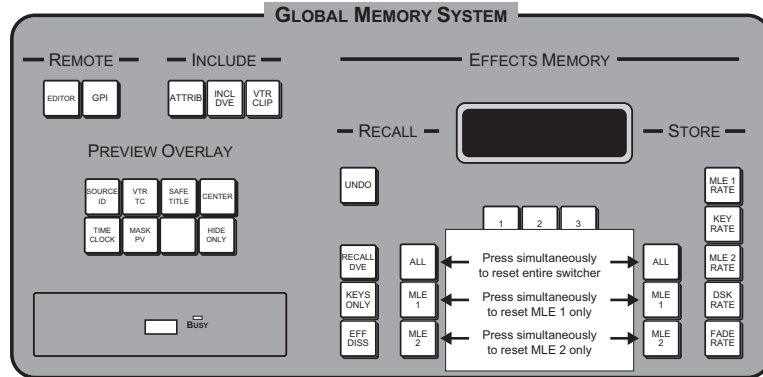 GLOBAL MEMORY SYSTEM
REMOTE
INCLUDE
EFFECTS MEMORY
EDITOR
GPI
ATTRIB
INCL
DVE
VTR
CLIP
RECALL
STORE
PREVIEW OVERLAY
UNDO
MLE 1
RATE
SOURCE
ID
VTR
TC
SAFE
TITLE
CENTER
1
2
3
KEY
RATE
TIME
CLOCK
MASK
PV
HIDE
ONLY
RECALL
DVE
ALL
Press simultaneously
to reset entire switcher
ALL
MLE 2
RATE
KEYS
ONLY
MLE
1
Press simultaneously
to reset MLE 1 only
MLE
1
DSK
RATE
BUSY
EFF
DISS
MLE
2
Press simultaneously
to reset MLE 2 only
MLE
2
FADE
RATE